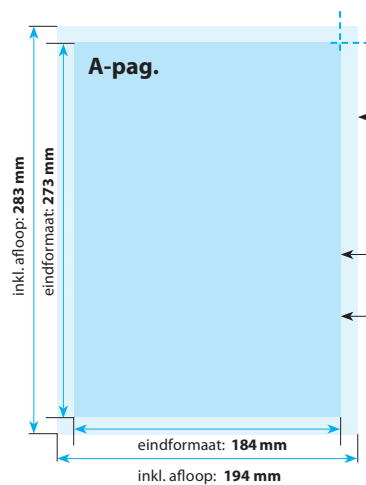 A-pag.
inkl. afloop: 283 mm
eindformaat: 273 mm
eindformaat: 184 mm
inkl. afloop: 194 mm